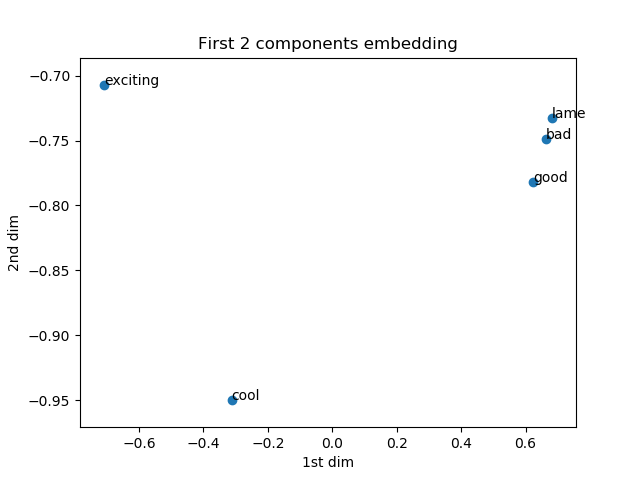 First 2 components embedding
−0.70
exciting
lame
bad
−0.75
good
−0.80
2nd dim
−0.85
−0.90
cool
−0.95
−0.6 −0.4 −0.2 0.0 0.2 0.4 0.6
1st dim